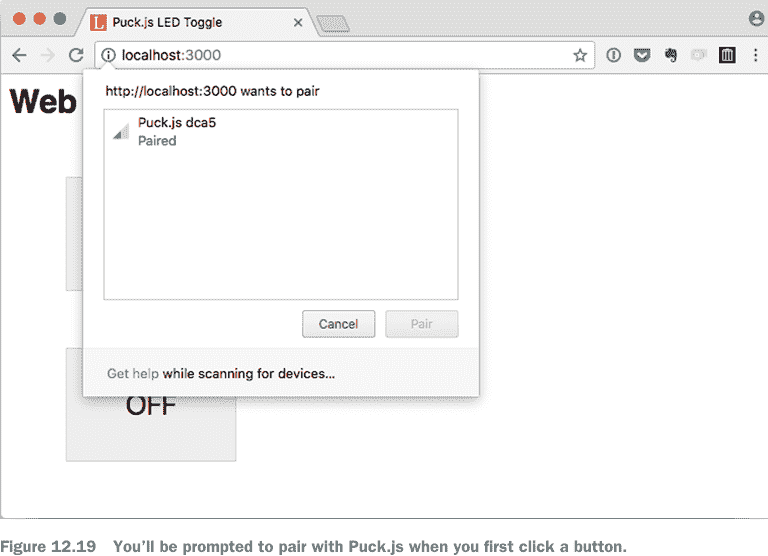 Puck.js LED Toggle
localhost:3000
Web
http://localhost:3000 wants to pair
Puck.js dca5
Paired
Cancel
Pair
Get help while scanning for devices...
OFF
Figure 12.19 You'll be prompted to pair with Puck.js when you first click a button.